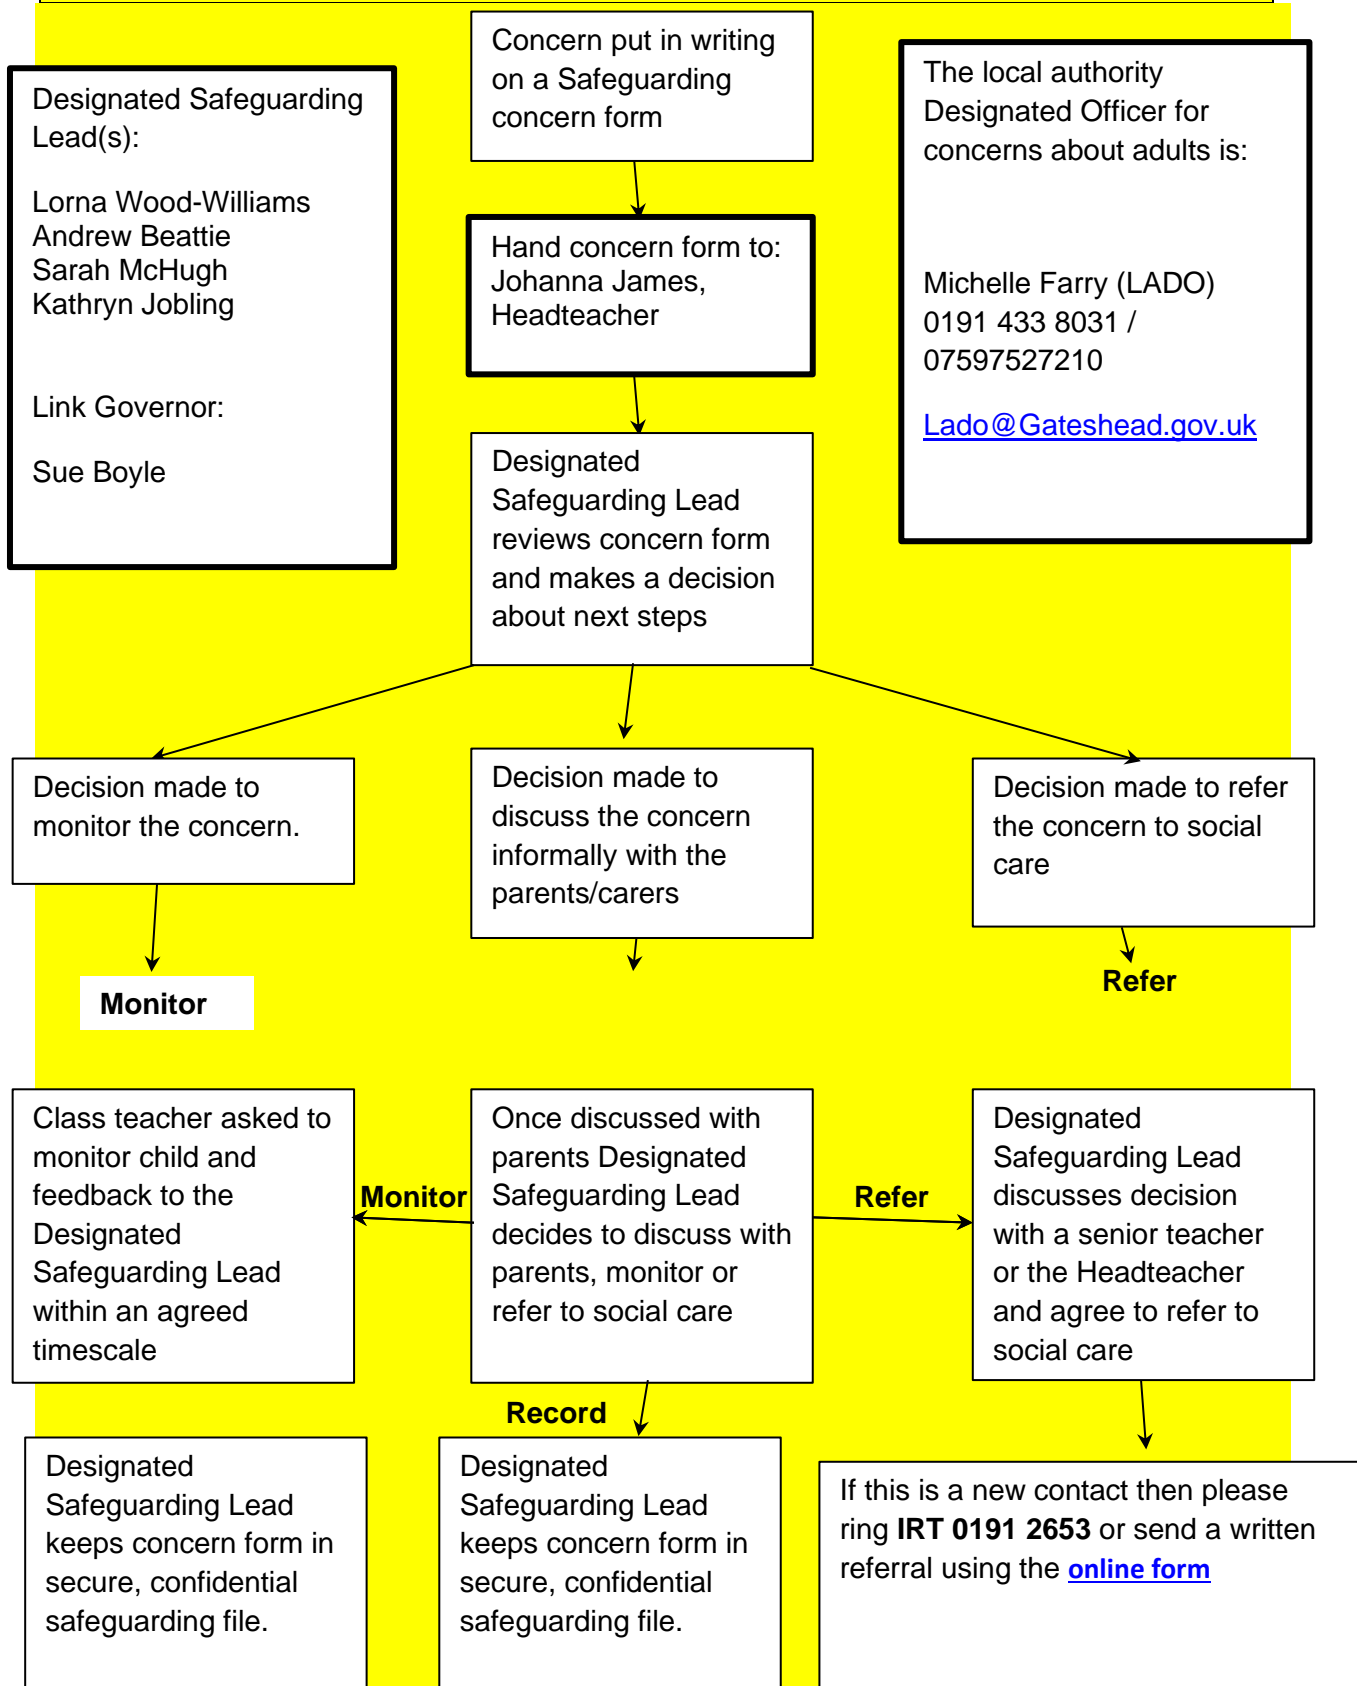 Concern put in writing
on a Safeguarding
concern form
Designated Safeguarding
Lead(s):
Lorna Wood-Williams
Andrew Beattie
Sarah McHugh
Kathryn Jobling
Link Governor:
Sue Boyle
The local authority
Designated Officer for
concerns about adults is:
Michelle Farry (LADO)
0191 433 8031 /
07597527210
Lado@Gateshead.gov.uk
Hand concern form to:
Johanna James,
Headteacher
Designated
Safeguarding Lead
reviews concern form
and makes a decision
about next steps
Decision made to
monitor the concern.
Decision made to
discuss the concern
informally with the
parents/carers
Decision made to refer
the concern to social
care
Monitor
Refer
Class teacher asked to
monitor child and
feedback to the
Designated
Safeguarding Lead
within an agreed
timescale
Monitor
Once discussed with
parents Designated
Safeguarding Lead
decides to discuss with
parents, monitor or
refer to social care
Refer
Designated
Safeguarding Lead
discusses decision
with a senior teacher
or the Headteacher
and agree to refer to
social care
Record
Designated
Safeguarding Lead
keeps concern form in
secure, confidential
safeguarding file.
Designated
Safeguarding Lead
keeps concern form in
secure, confidential
safeguarding file.
If this is a new contact then please
ring IRT 0191 2653 or send a written
referral using the online form